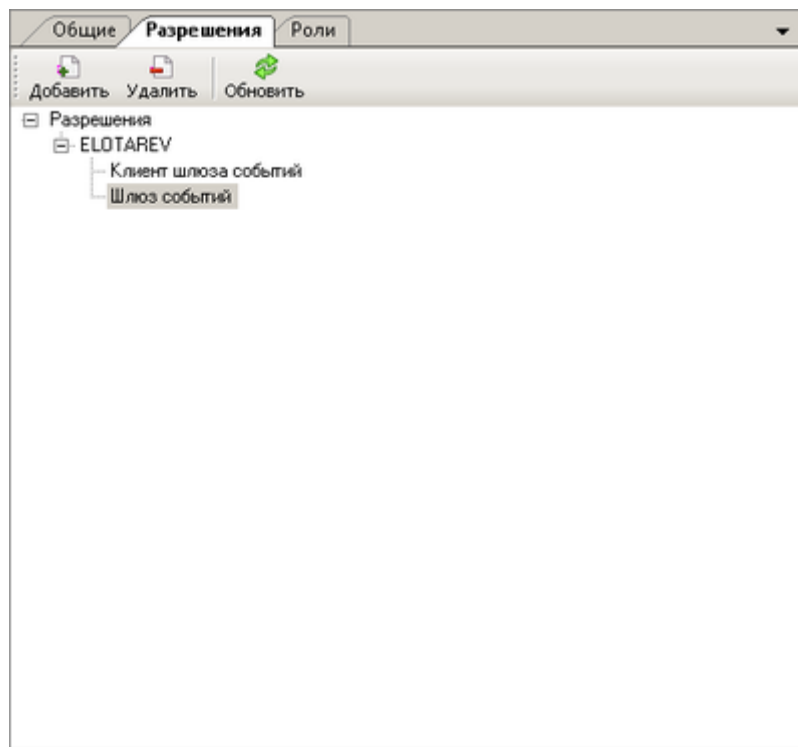 Общие Разрешения Роли
Добавить Удалить Обновить
Разрешения
ELOTAREV
Клиент шлюза событий
Шлюз событий